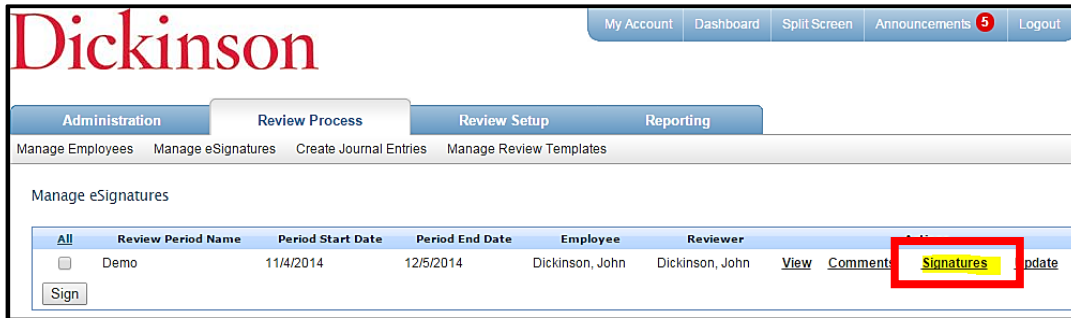 Dickinson
My Account Dashboard Split Screen Announcements 5 Logout
Administration Review Process Review Setup Reporting
Manage Employees Manage eSignatures Create Journal Entries Manage Review Templates
Manage eSignatures
All Review Period Name Period Start Date Period End Date Employee Reviewer
Demo 11/4/2014 12/5/2014 Dickinson, John Dickinson, John View Comments Signatures Update
Sign